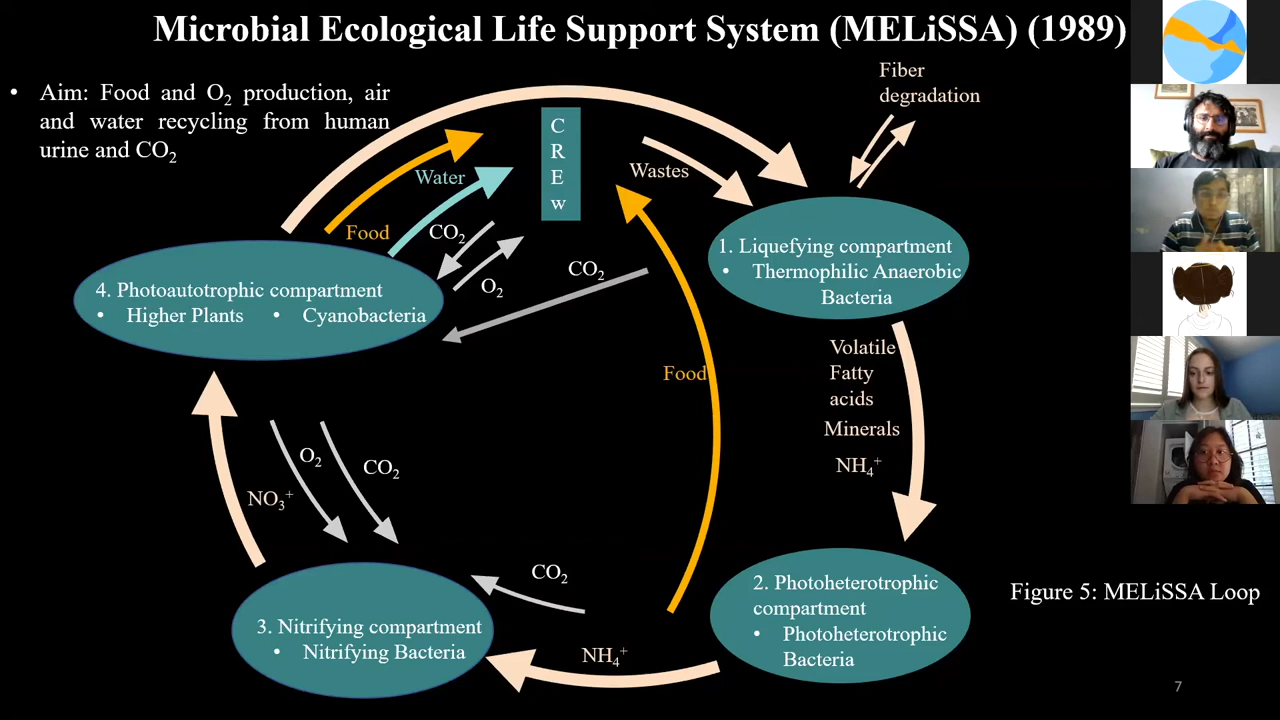 Microbial Ecological Life Support System (MELiSSA) (1989)
• Aim: Food and O₂ production, air
and water recycling from human
urine and CO₂
Fiber
degradation
C
R
E
w
Water
Food
CO₂
O₂
Wastes
CO₂
1. Liquefying compartment
• Thermophilic Anaerobic
Bacteria
4. Photoautotrophic compartment
• Higher Plants • Cyanobacteria
Food
Volatile
Fatty
acids
Minerals
NH₄⁺
O₂
CO₂
NO₃⁺
CO₂
2. Photoheterotrophic
compartment
• Photoheterotrophic
Bacteria
3. Nitrifying compartment
• Nitrifying Bacteria
NH₄⁺
Figure 5: MELiSSA Loop
7